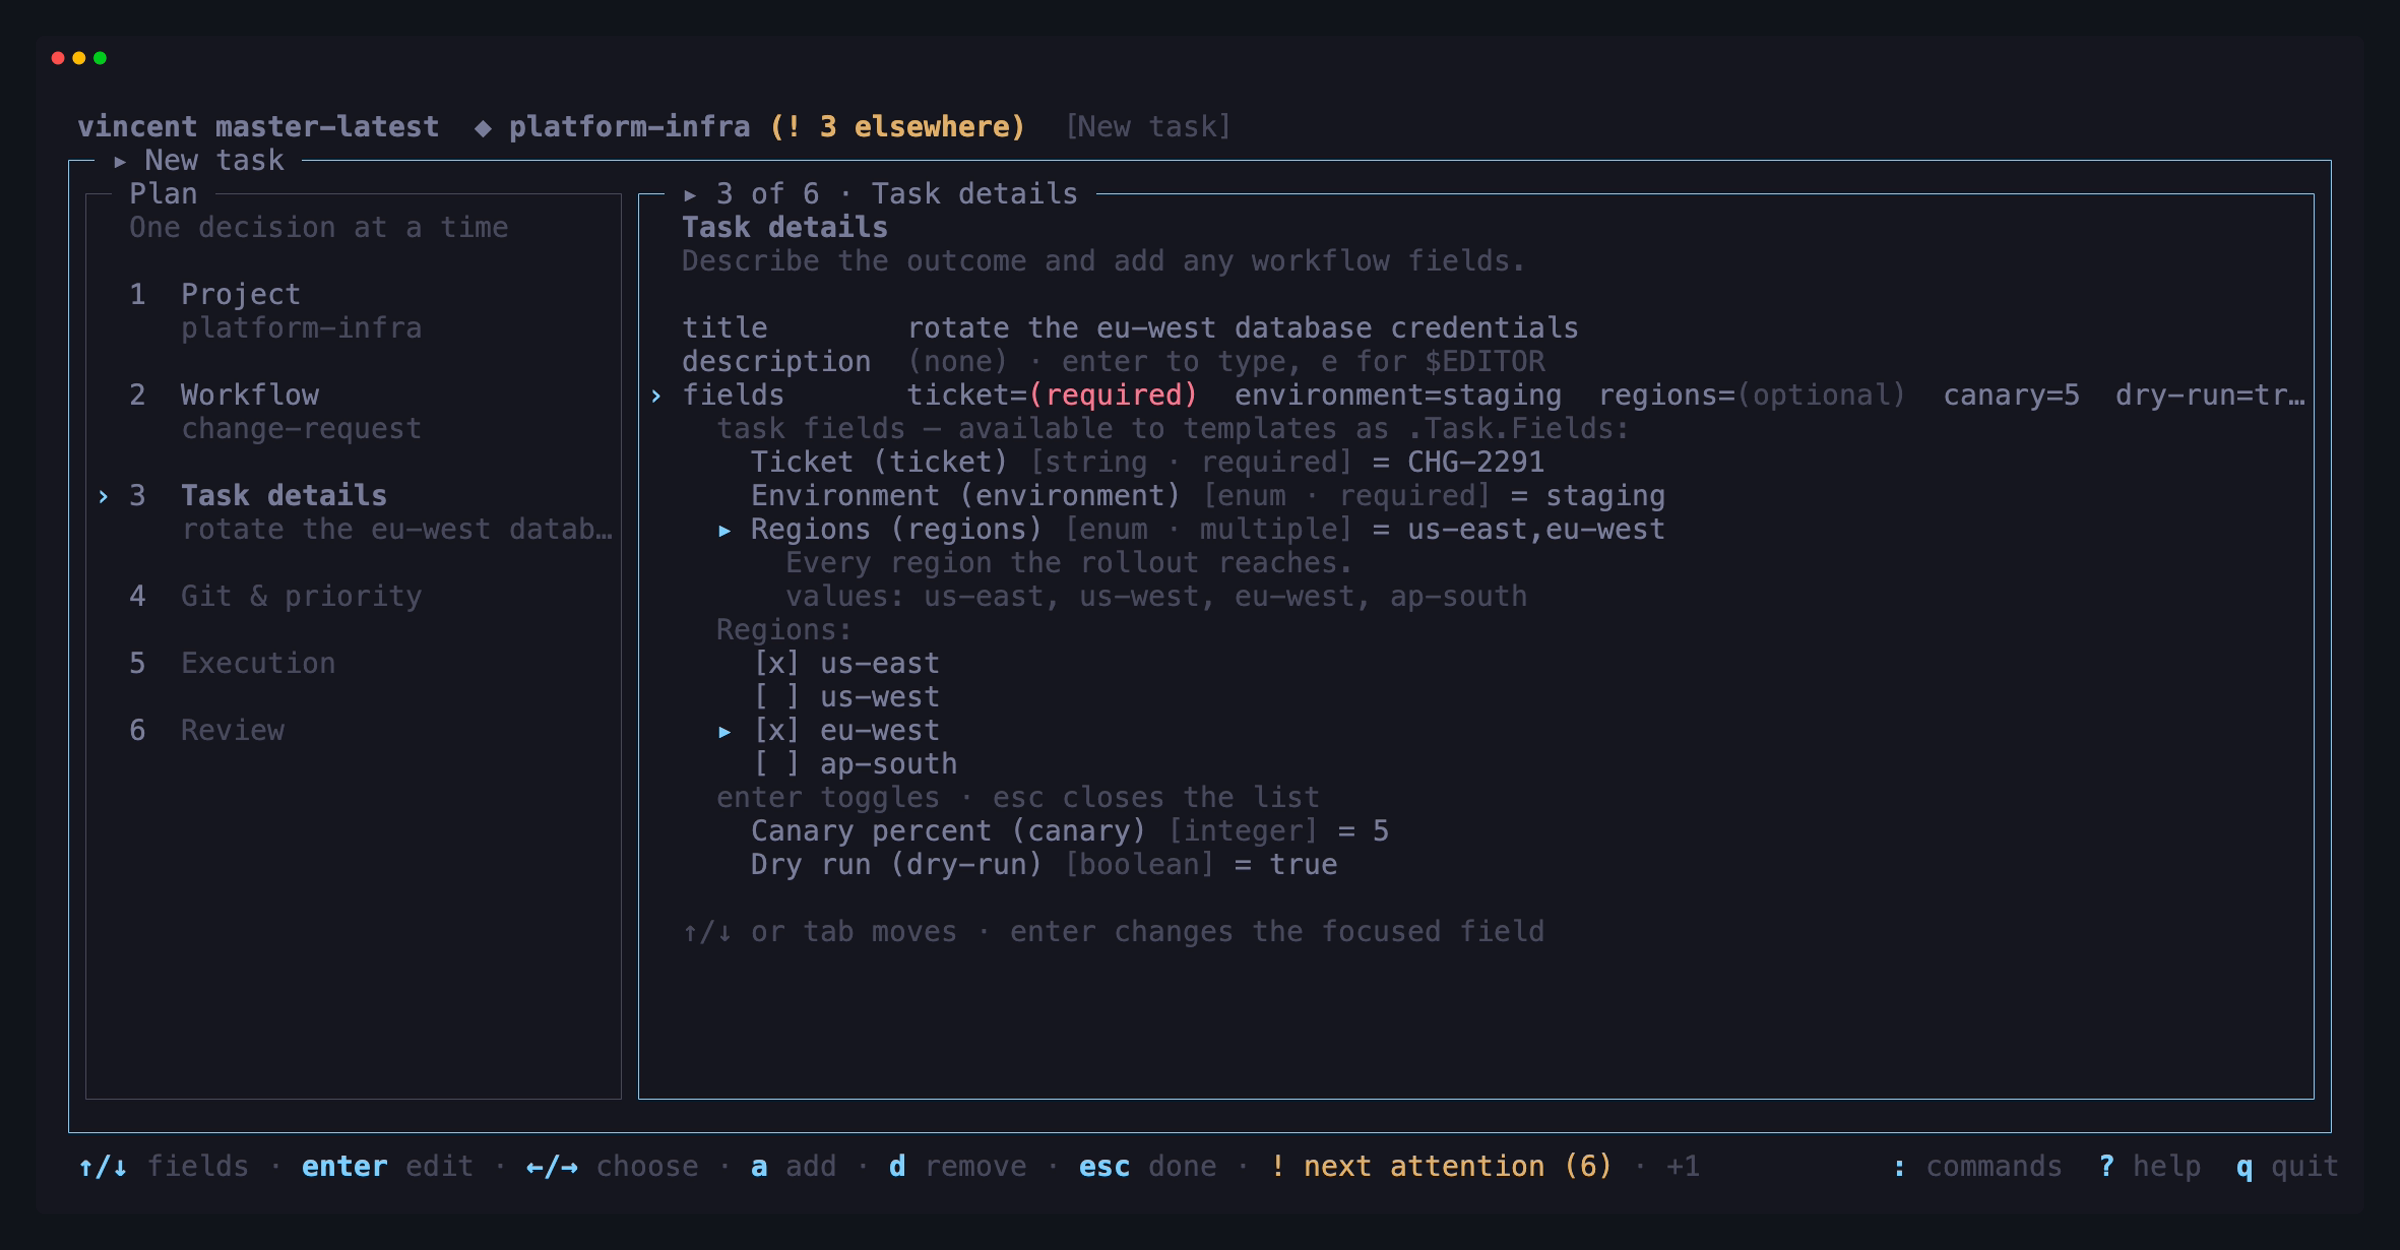 vincent master-latest ◆ platform-infra (! 3 elsewhere) [New task]
▸ New task
Plan
One decision at a time
1 Project
platform-infra
2 Workflow
change-request
› 3 Task details
rotate the eu-west datab…
4 Git & priority
5 Execution
6 Review
▸ 3 of 6 · Task details
Task details
Describe the outcome and add any workflow fields.
title rotate the eu-west database credentials
description (none) · enter to type, e for $EDITOR
› fields ticket=(required) environment=staging regions=(optional) canary=5 dry-run=tr…
task fields — available to templates as .Task.Fields:
Ticket (ticket) [string · required] = CHG-2291
Environment (environment) [enum · required] = staging
▸ Regions (regions) [enum · multiple] = us-east,eu-west
Every region the rollout reaches.
values: us-east, us-west, eu-west, ap-south
Regions:
[x] us-east
[ ] us-west
▸ [x] eu-west
[ ] ap-south
enter toggles · esc closes the list
Canary percent (canary) [integer] = 5
Dry run (dry-run) [boolean] = true
↑/↓ or tab moves · enter changes the focused field
↑/↓ fields · enter edit · ←/→ choose · a add · d remove · esc done · ! next attention (6) · +1 : commands ? help q quit